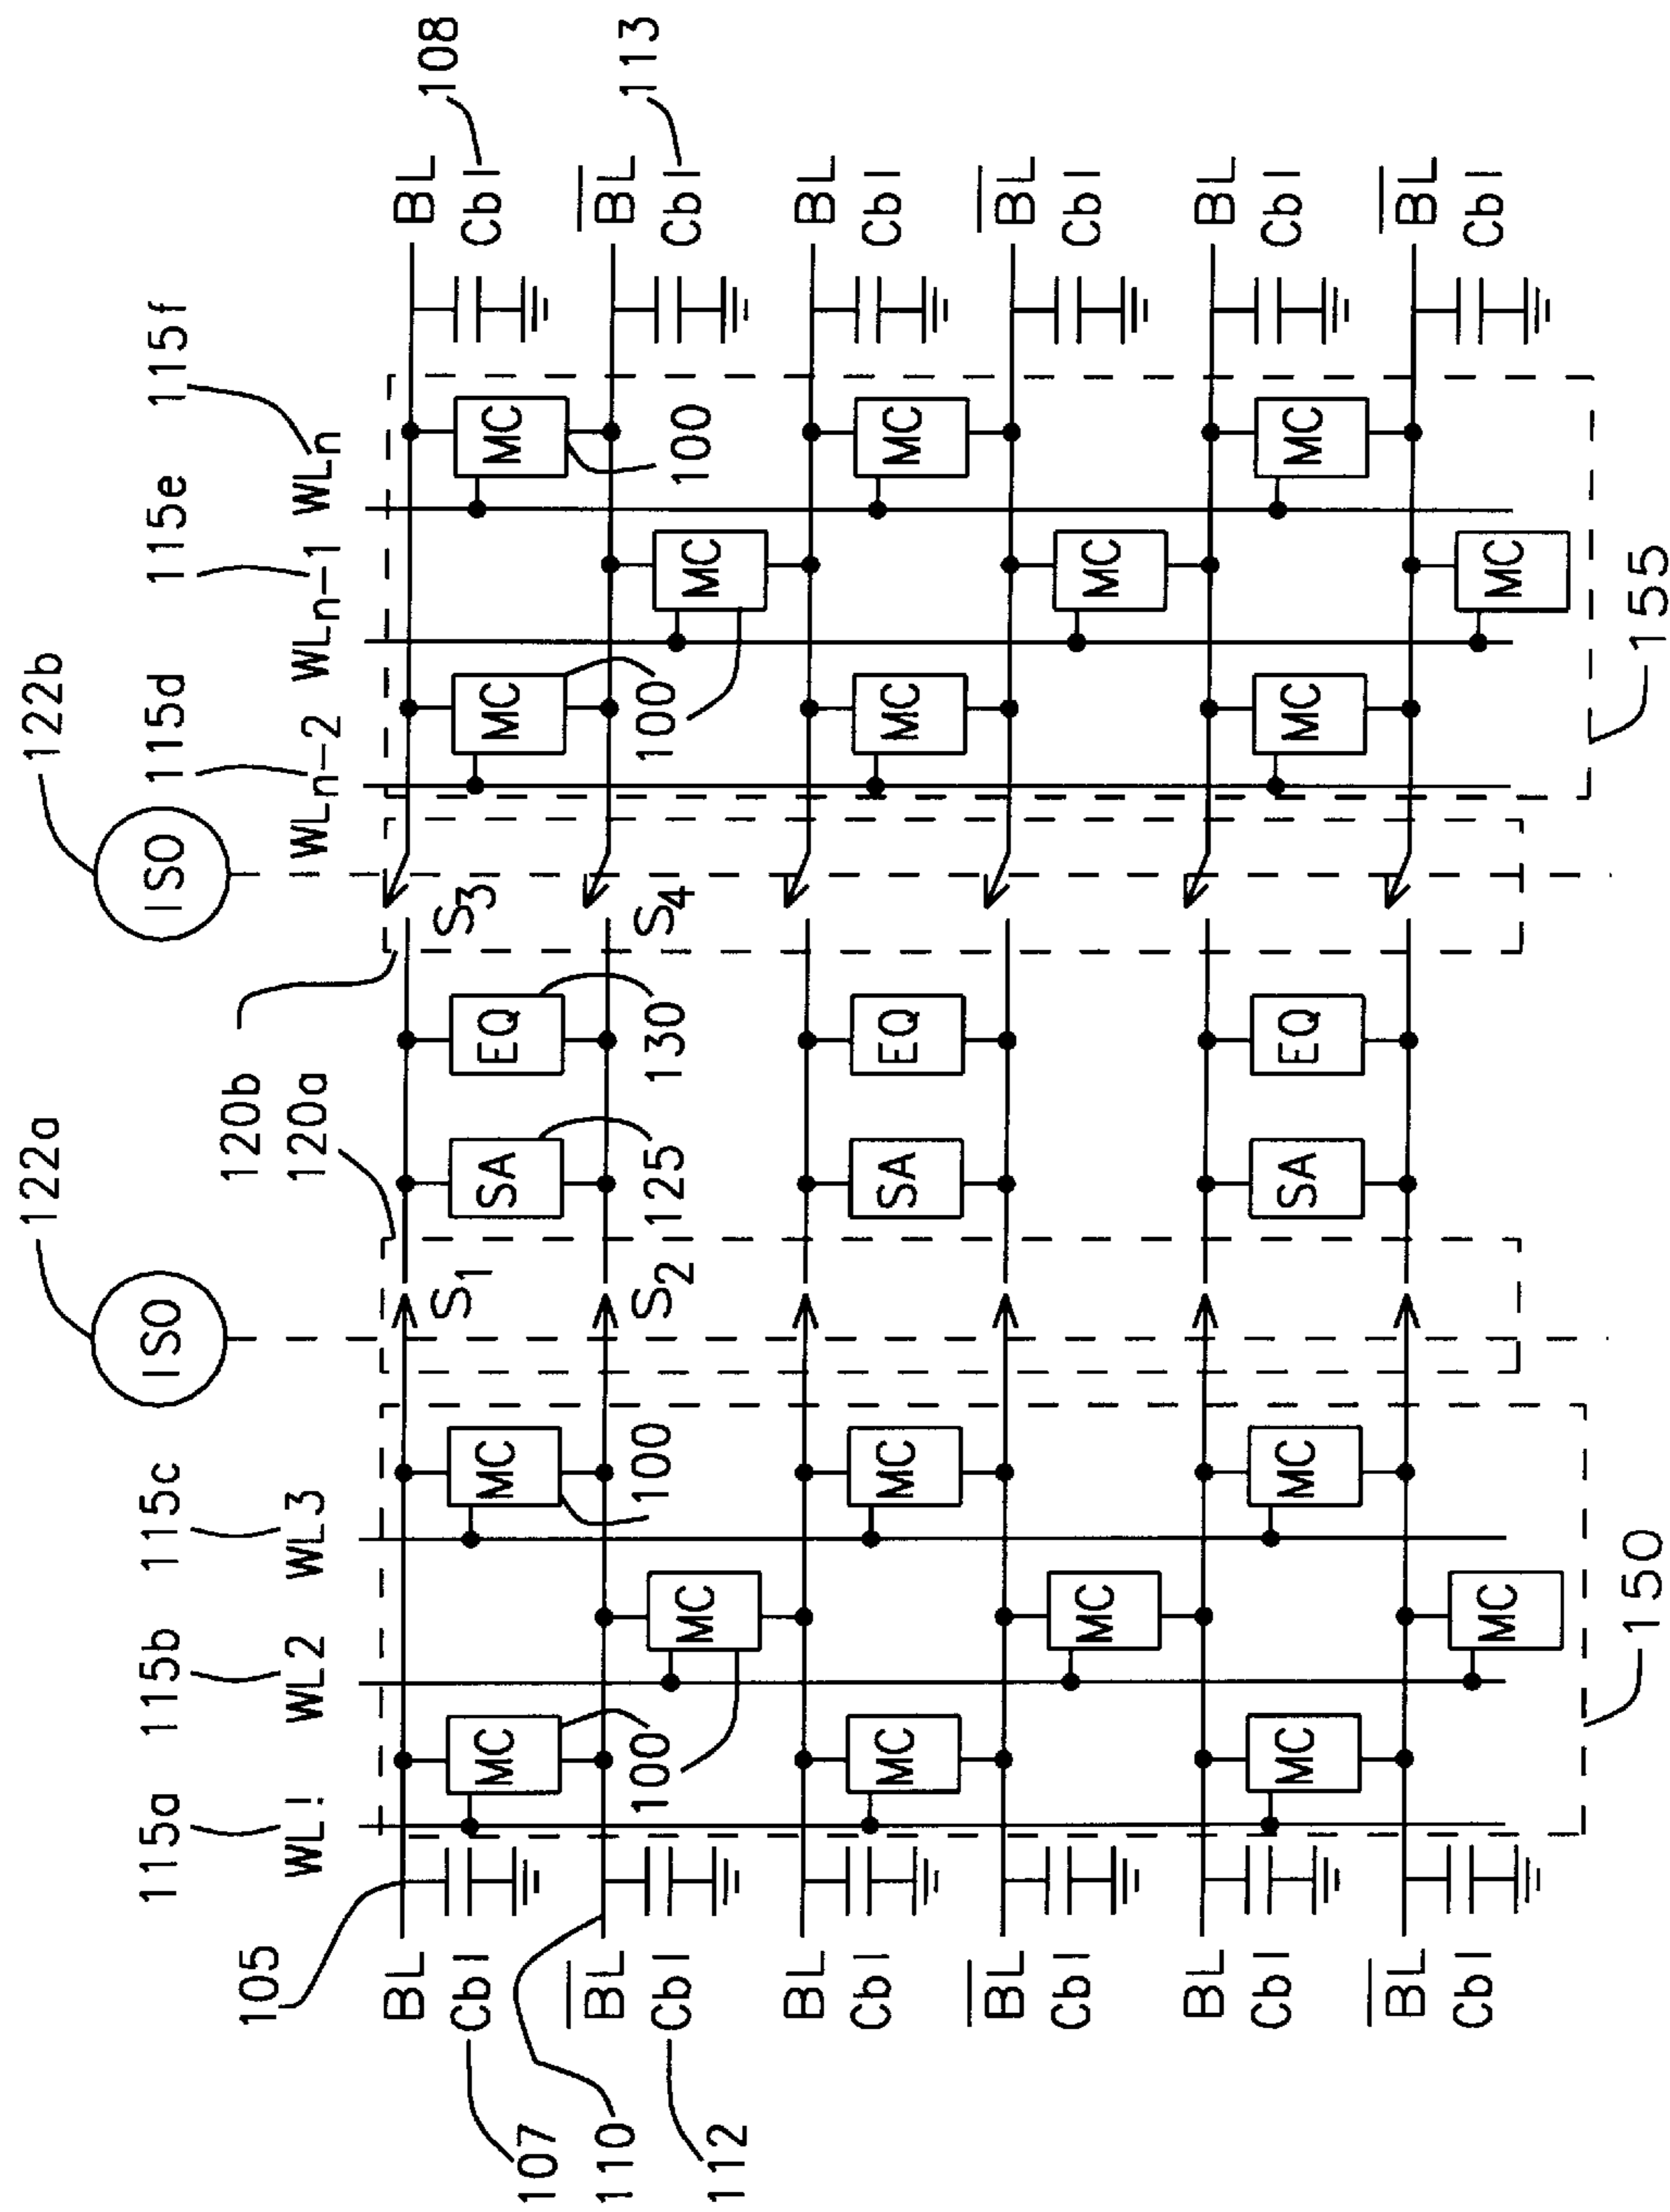 122a 122b
ISO ISO
115a 115b 115c 115d 115e 115f
105 120b
WL! WL2 WL3 120a WLn-2 WLn-1 WLn
BL BL 108
Cbl S1 S3 Cbl
107 MC MC SA EQ MC MC
BL BL
110 113
Cbl 100 100 S2 125 130 S4 100 100 Cbl
112 MC MC
BL BL
Cbl Cbl
MC MC SA EQ MC MC
BL BL
Cbl Cbl
MC MC
BL BL
Cbl Cbl
MC MC SA EQ MC MC
BL BL
Cbl Cbl
MC MC
150 155